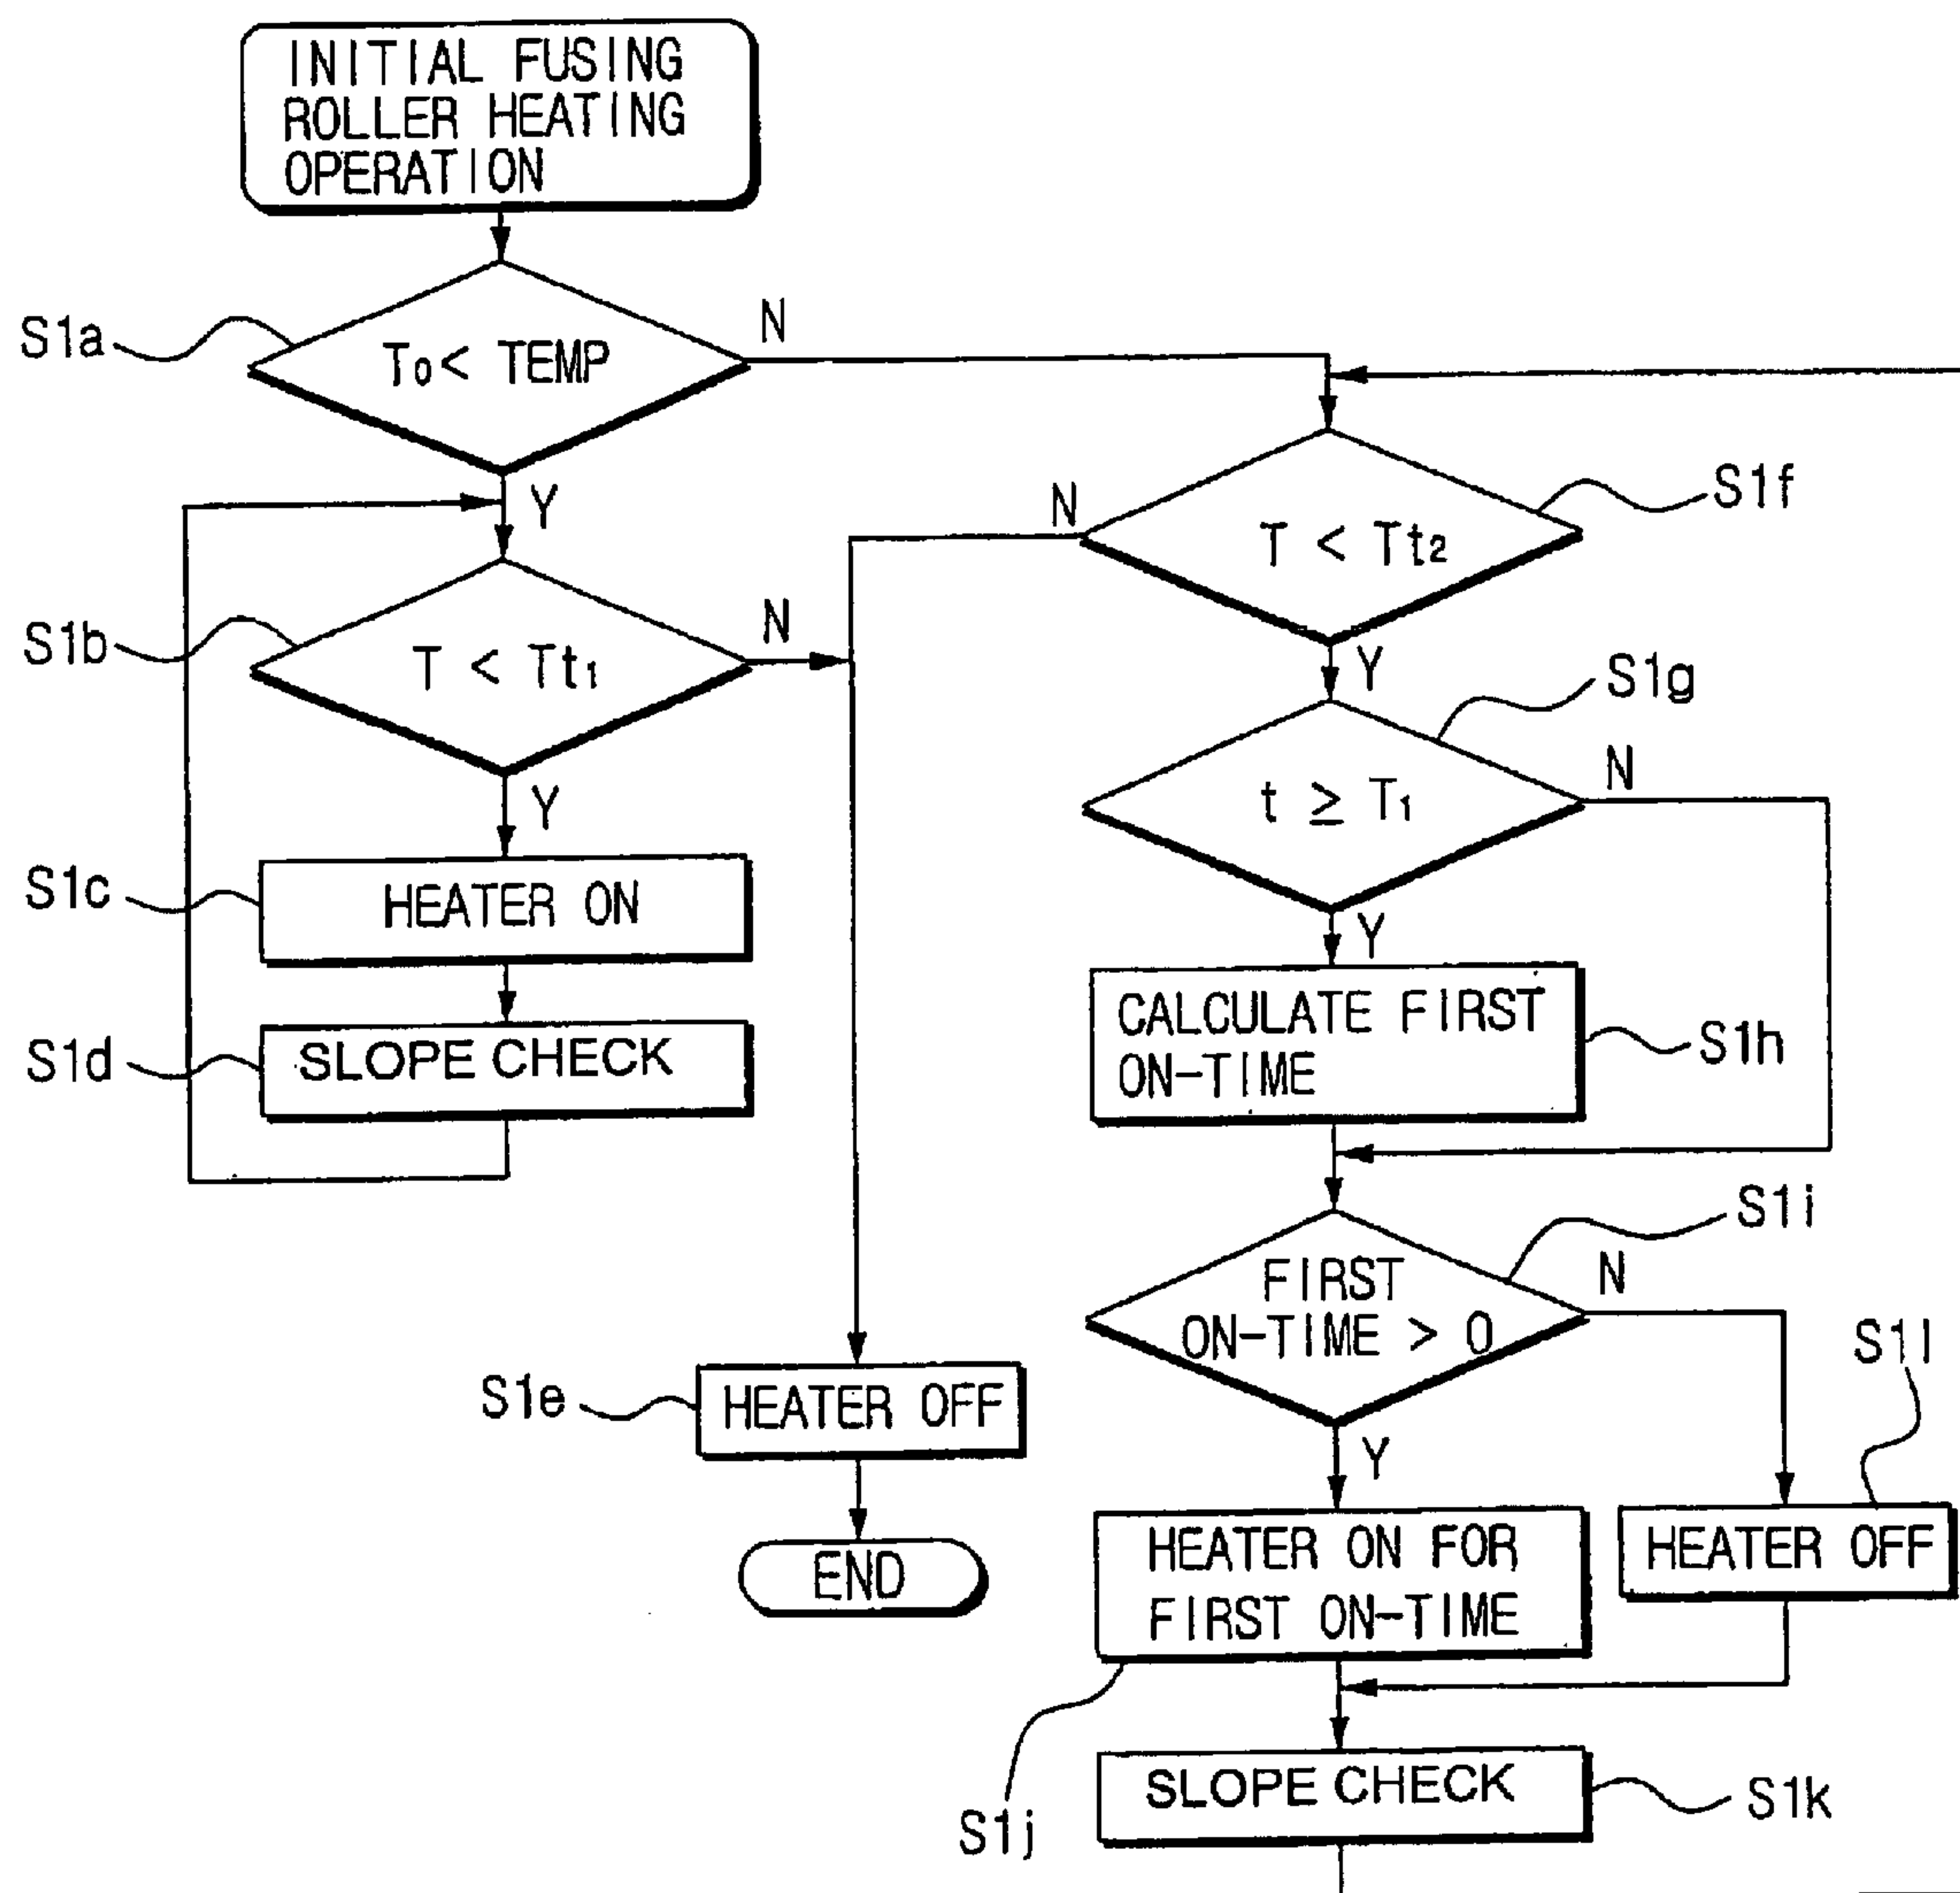 INITIAL FUSING
ROLLER HEATING
OPERATION
S1a
T0 < TEMP
N
Y
S1b
T < Tt1
N
Y
S1c
HEATER ON
S1d
SLOPE CHECK
S1e
HEATER OFF
END
S1f
T < Tt2
N
Y
S1g
t ≥ T1
N
Y
CALCULATE FIRST
ON-TIME
S1h
S1i
FIRST
ON-TIME > 0
N
Y
S1l
HEATER ON FOR
FIRST ON-TIME
HEATER OFF
S1j
SLOPE CHECK
S1k